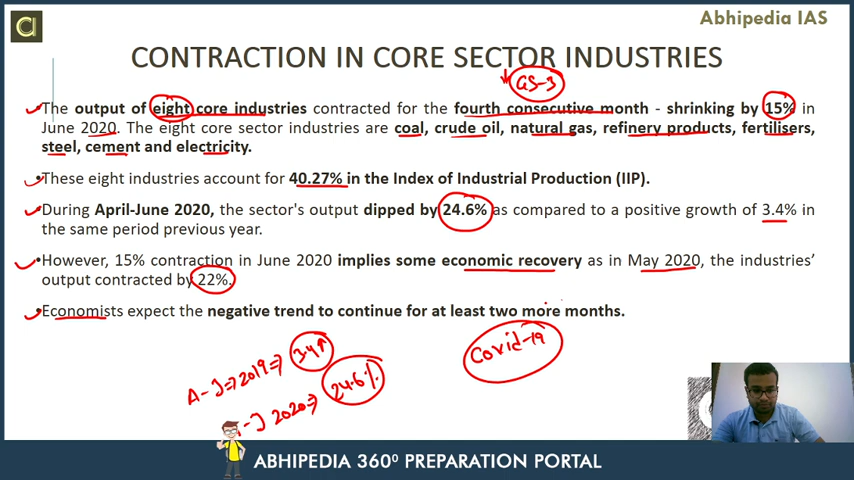 Abhipedia IAS
a
CONTRACTION IN CORE SECTOR INDUSTRIES
GS-3
The output of eight core industries contracted for the fourth consecutive month - shrinking by 15% in
June 2020. The eight core sector industries are coal, crude oil, natural gas, refinery products, fertilisers,
steel, cement and electricity.
•These eight industries account for 40.27% in the Index of Industrial Production (IIP).
•During April-June 2020, the sector's output dipped by 24.6% as compared to a positive growth of 3.4% in
the same period previous year.
•However, 15% contraction in June 2020 implies some economic recovery as in May 2020, the industries'
output contracted by 22%.
•Economists expect the negative trend to continue for at least two more months.
A-J⇒2019⇒ 3.4↑
Covid-19
-J 2020⇒ 24.6%
ABHIPEDIA 360⁰ PREPARATION PORTAL